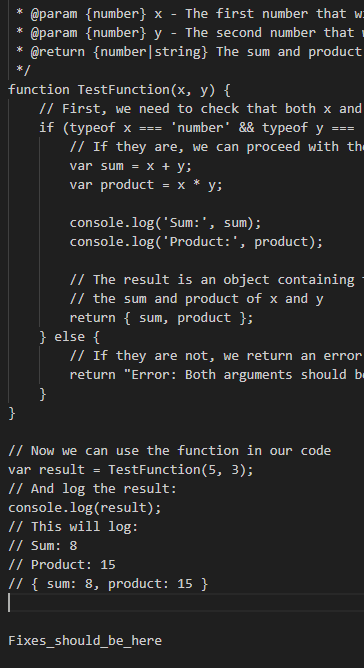 * @param {number} x - The first number that
* @param {number} y - The second number that
* @return {number|string} The sum and product
*/
function TestFunction(x, y) {
// First, we need to check that both x and
if (typeof x === 'number' && typeof y ===
// If they are, we can proceed with
var sum = x + y;
var product = x * y;
console.log('Sum:', sum);
console.log('Product:', product);
// The result is an object containing
// the sum and product of x and y
return { sum, product };
} else {
// If they are not, we return an error
return "Error: Both arguments should
}
}
// Now we can use the function in our code
var result = TestFunction(5, 3);
// And log the result:
console.log(result);
// This will log:
// Sum: 8
// Product: 15
// { sum: 8, product: 15 }
Fixes_should_be_here